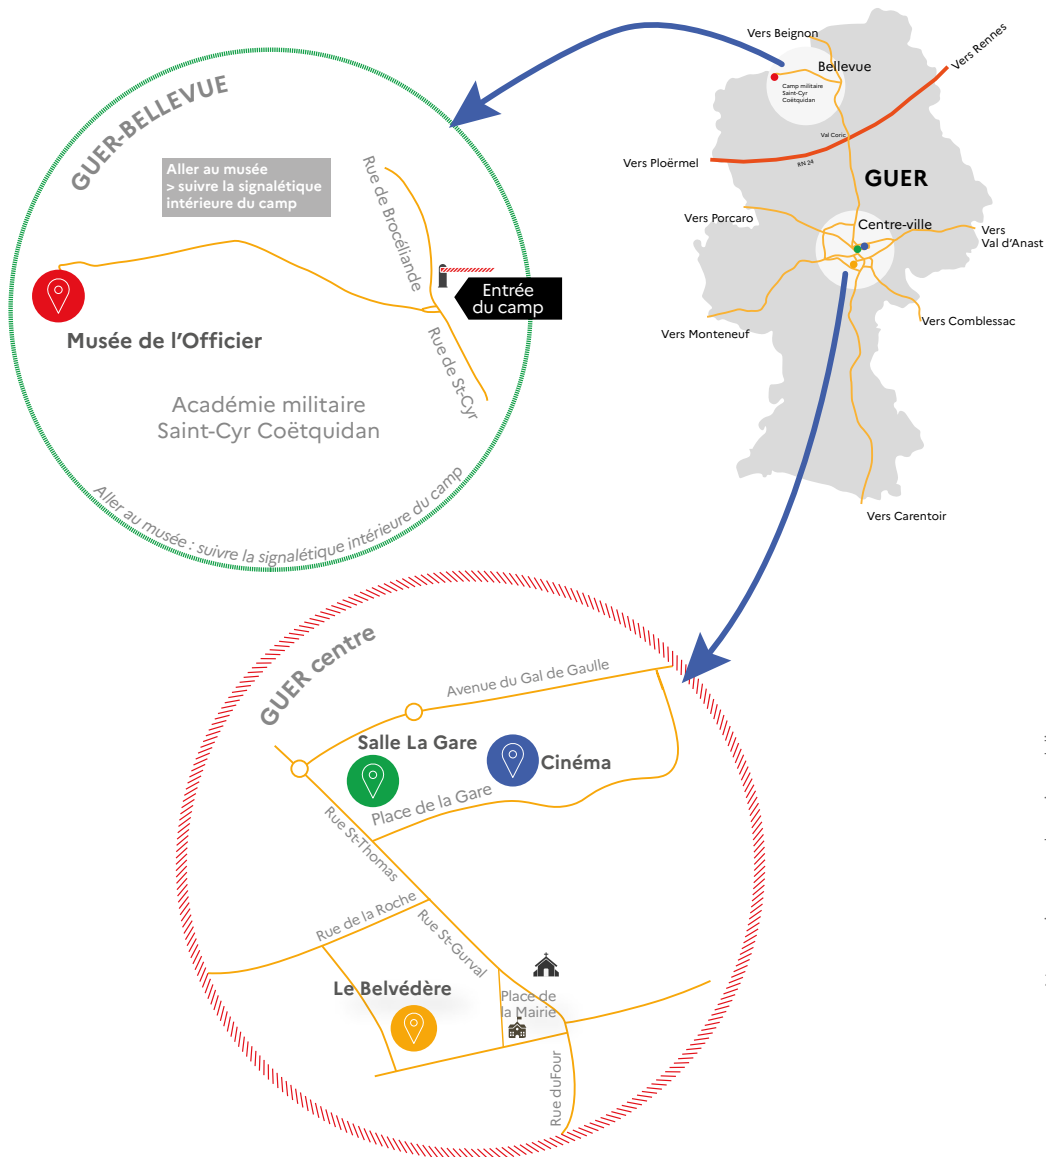 GUER-BELLEVUE
Aller au musée
> suivre la signalétique
intérieure du camp
Rue de Brocéliande
Entrée
du camp
Rue de St-Cyr
Musée de l'Officier
Académie militaire
Saint-Cyr Coëtquidan
Aller au musée : suivre la signalétique intérieure du camp
Vers Beignon
Bellevue
Camp militaire
Saint-Cyr
Coëtquidan
Vers Rennes
Val Coric
Vers Ploërmel
RN 24
GUER
Vers Porcaro
Centre-ville
Vers
Val d'Anast
Vers Monteneuf
Vers Comblessac
Vers Carentoir
GUER centre
Avenue du Gal de Gaulle
Salle La Gare
Cinéma
Place de la Gare
Rue St-Thomas
Rue de la Roche
Rue St-Gurval
Le Belvédère
Place de
la Mairie
Rue duFour